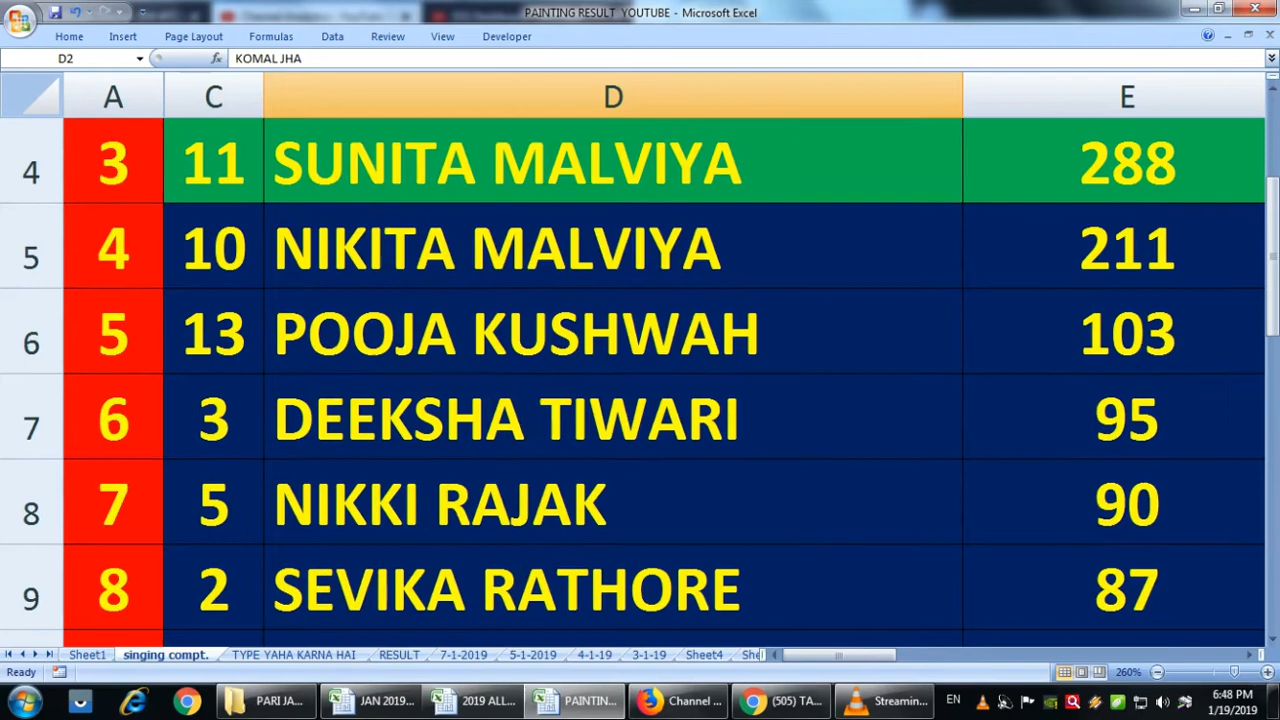 PAINTING RESULT  YOUTUBE - Microsoft Excel
Home Insert Page Layout Formulas Data Review View Developer
D2 fx KOMAL JHA
A C D E
4 3 11 SUNITA MALVIYA 288
5 4 10 NIKITA MALVIYA 211
6 5 13 POOJA KUSHWAH 103
7 6 3 DEEKSHA TIWARI 95
8 7 5 NIKKI RAJAK 90
9 8 2 SEVIKA RATHORE 87
Sheet1 singing compt. TYPE YAHA KARNA HAI RESULT 7-1-2019 5-1-2019 4-1-19 3-1-19 Sheet4 She
Ready 260%
PARI JA... JAN 2019... 2019 ALL... PAINTIN... Channel ... (505) TA... Streamin... EN 6:48 PM
1/19/2019